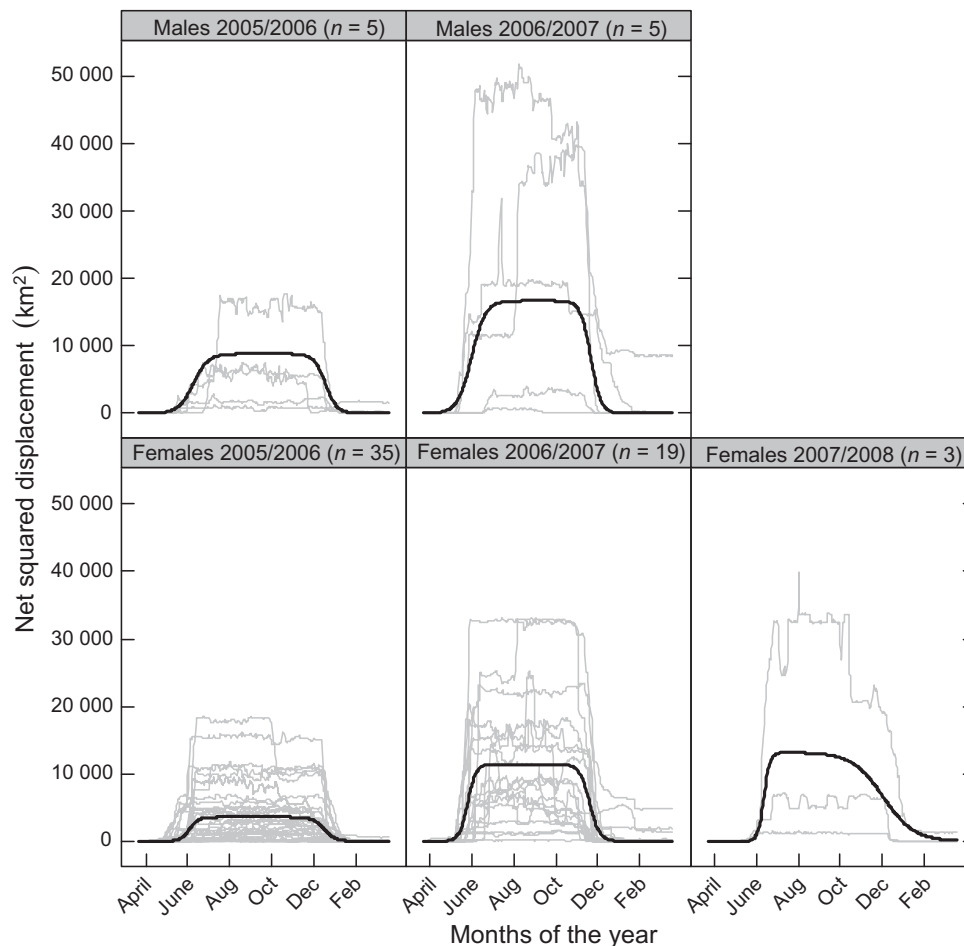 Males 2005/2006 (n = 5)
Males 2006/2007 (n = 5)
50 000
40 000
30 000
20 000
10 000
0
Net squared displacement (km²)
Females 2005/2006 (n = 35)
Females 2006/2007 (n = 19)
Females 2007/2008 (n = 3)
50 000
40 000
30 000
20 000
10 000
0
April
June
Aug
Oct
Dec
Feb
April
June
Aug
Oct
Dec
Feb
April
June
Aug
Oct
Dec
Feb
Months of the year